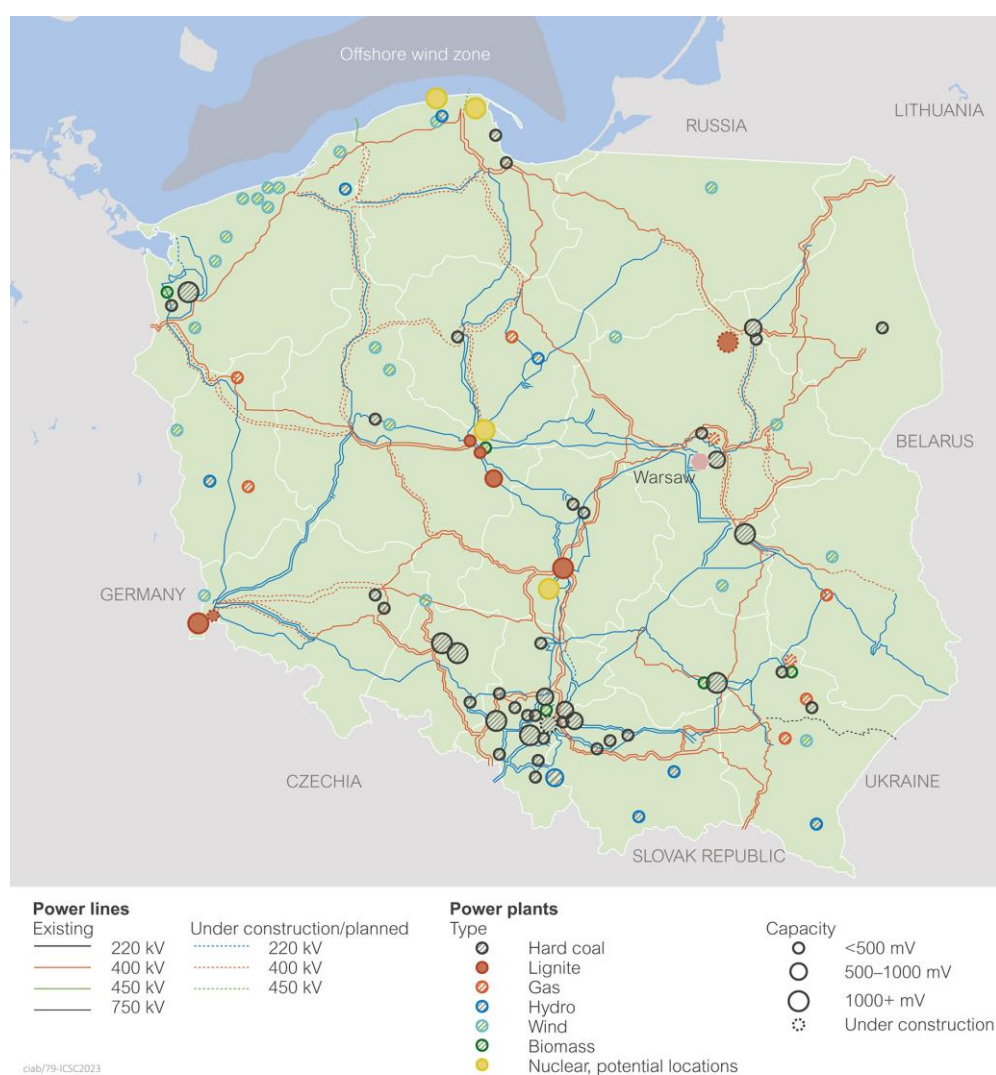 Offshore wind zone
LITHUANIA
RUSSIA
BELARUS
Warsaw
GERMANY
CZECHIA
UKRAINE
SLOVAK REPUBLIC
Power lines
Existing
220 kV
400 kV
450 kV
750 kV
Under construction/planned
220 kV
400 kV
450 kV
Power plants
Type
Hard coal
Lignite
Gas
Hydro
Wind
Biomass
Nuclear, potential locations
Capacity
<500 mV
500–1000 mV
1000+ mV
Under construction
ciab/79-ICSC2023